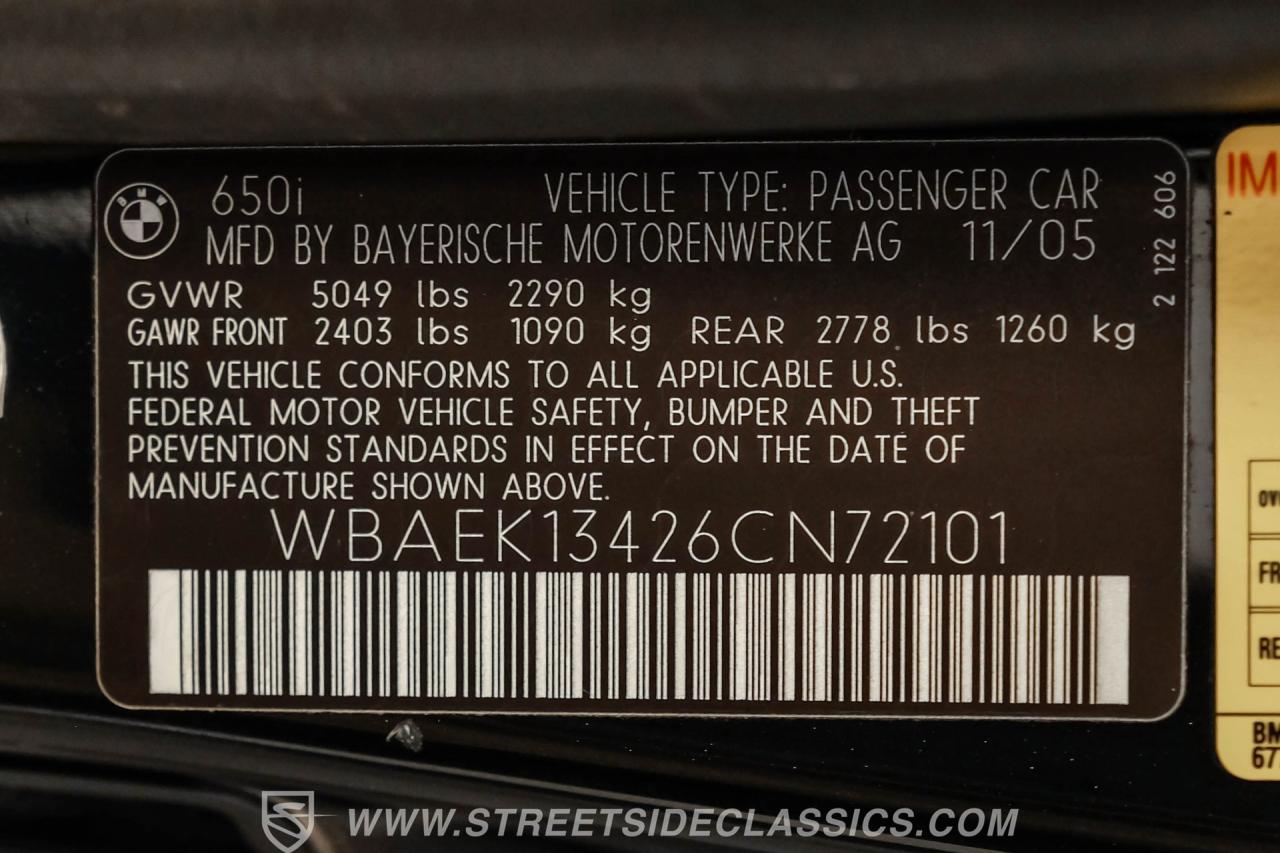 BMW
650i VEHICLE TYPE: PASSENGER CAR
MFD BY BAYERISCHE MOTORENWERKE AG 11/05
2 122 606
GVWR 5049 lbs 2290 kg
GAWR FRONT 2403 lbs 1090 kg REAR 2778 lbs 1260 kg
THIS VEHICLE CONFORMS TO ALL APPLICABLE U.S.
FEDERAL MOTOR VEHICLE SAFETY, BUMPER AND THEFT
PREVENTION STANDARDS IN EFFECT ON THE DATE OF
MANUFACTURE SHOWN ABOVE.
WBAEK13426CN72101
WWW.STREETSIDECLASSICS.COM